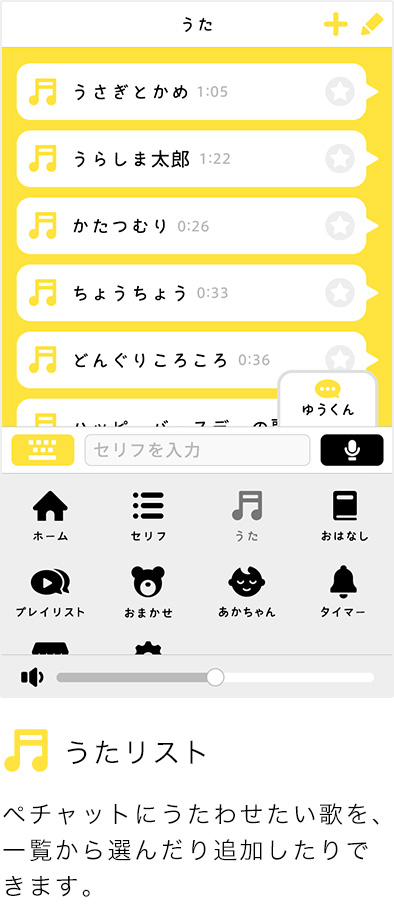 うた
うさぎとかめ 1:05
うらしま太郎 1:22
かたつむり 0:26
ちょうちょう 0:33
どんぐりころころ 0:36
ゆうくん
セリフを入力
ホーム セリフ うた おはなし
プレイリスト おまかせ あかちゃん タイマー
うたリスト
ペチャットにうたわせたい歌を、
一覧から選んだり追加したりで
きます。